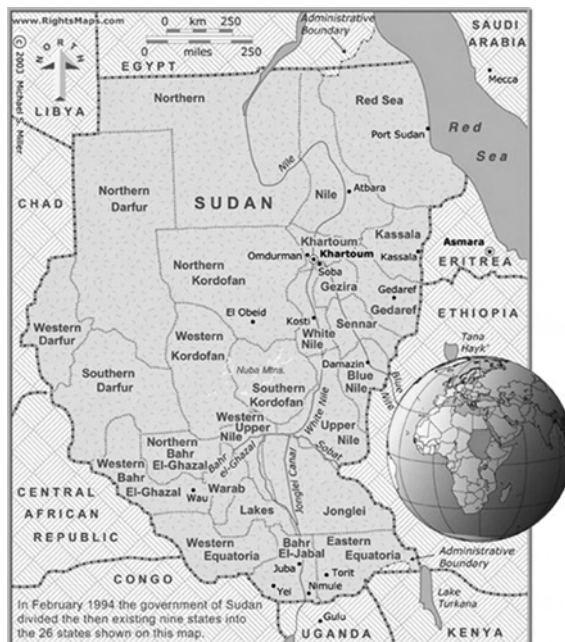 www.RightsMaps.com
0 km 250
0 miles 250
Administrative
Boundary
SAUDI
ARABIA
© 2003 Michael S. Miller
NORTH
EGYPT
Mecca
LIBYA
Northern
Red Sea
Port Sudan
Red
Sea
Nile
Northern
Darfur
SUDAN
Nile
Atbara
CHAD
Khartoum
Kassala
Omdurman
Khartoum
Kassala
Asmara
Soba
ERITREA
Northern
Kordofan
Gezira
Gedaref
Gedaref
El Obeid
Kosti
Sennar
ETHIOPIA
Western
Darfur
Western
Kordofan
White
Nile
Tana
Hayk'
Nuba Mtns.
Damazin
Southern
Darfur
Southern
Kordofan
Blue
Nile
Blue Nile
White Nile
Western
Upper
Nile
Upper
Nile
Northern
Bahr
El-Ghazal
Bahr
el-Ghazal
Sobat
Western
Bahr
El-Ghazal
Warab
Wau
Jonglei Canal
CENTRAL
AFRICAN
REPUBLIC
Lakes
Jonglei
Western
Equatoria
Bahr
El-Jabal
Eastern
Equatoria
Administrative
Boundary
Juba
Torit
CONGO
Yei
Nimule
Lake
Turkana
In February 1994 the government of Sudan
divided the then existing nine states into
the 26 states shown on this map.
Gulu
UGANDA
KENYA